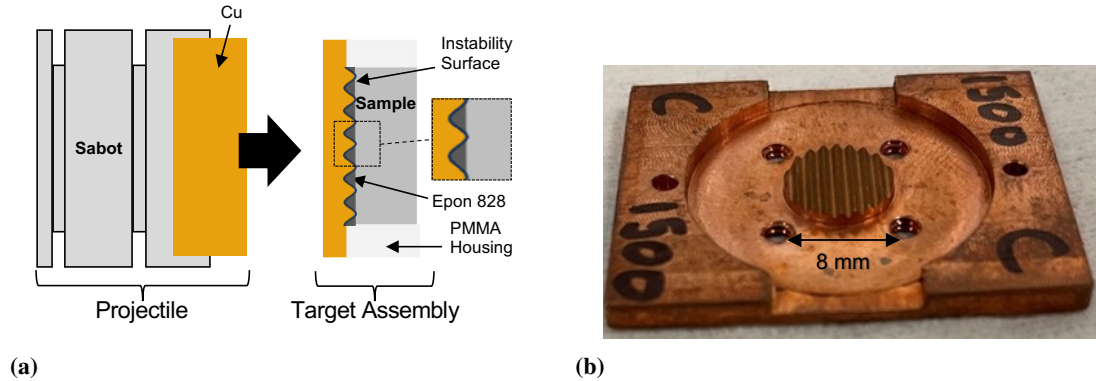 Cu
Sabot
Projectile
Instability
Surface
Sample
Epon 828
PMMA
Housing
Target Assembly
(a)
C
1500
1500
C
8 mm
(b)